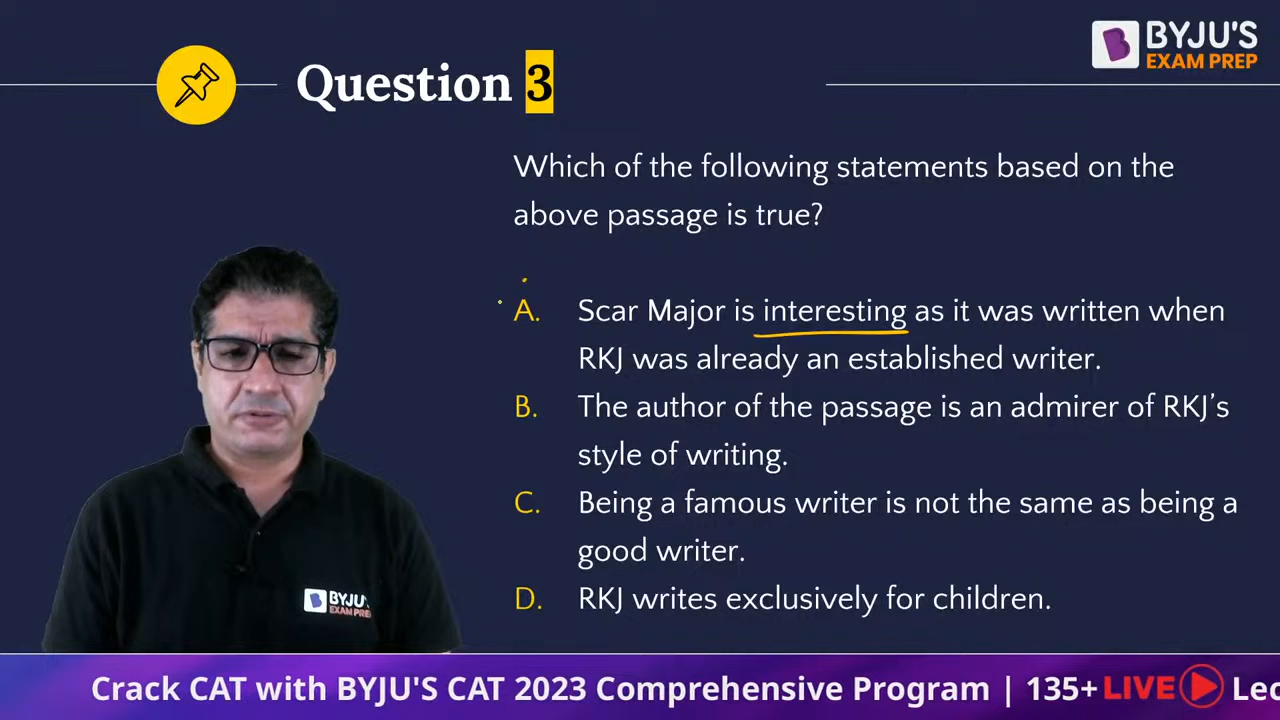 BYJU'S
EXAM PREP
Question 3
Which of the following statements based on the
above passage is true?
A. Scar Major is interesting as it was written when
RKJ was already an established writer.
B. The author of the passage is an admirer of RKJ's
style of writing.
C. Being a famous writer is not the same as being a
good writer.
D. RKJ writes exclusively for children.
BYJU'S
EXAM PREP
Crack CAT with BYJU'S CAT 2023 Comprehensive Program | 135+ LIVE Lec